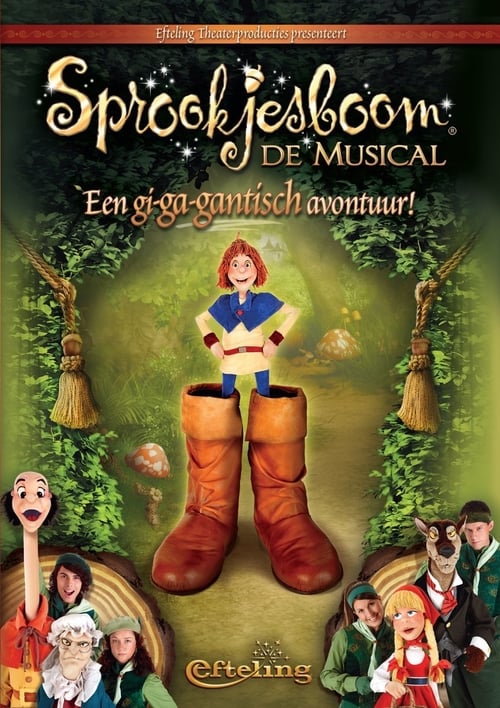 Efteling Theaterproducties presenteert
Sprookjesboom®
DE MUSICAL
Een gi-ga-gantisch avontuur!
Efteling